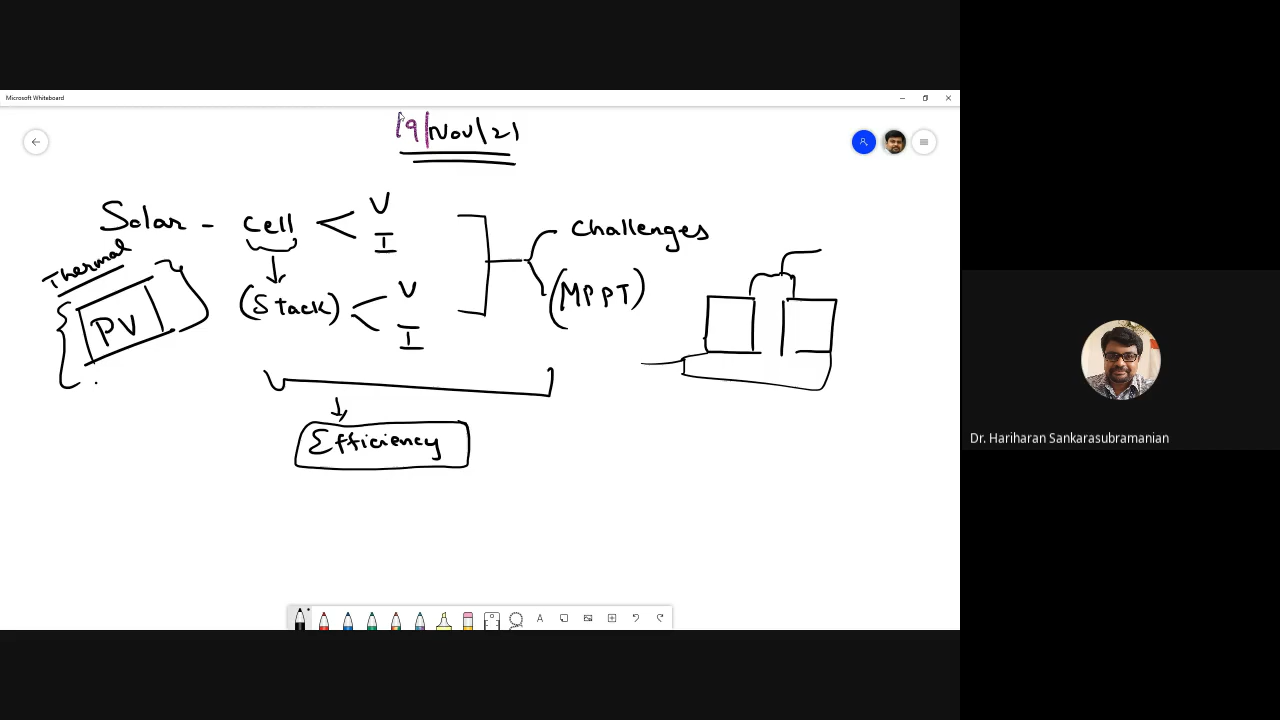 Microsoft Whiteboard
19/Nov/21
Solar - Cell < V
I
Challenges
Thermal
(Stack) < V
I
(MPPT)
PV
Efficiency
A
Dr. Hariharan Sankarasubramanian